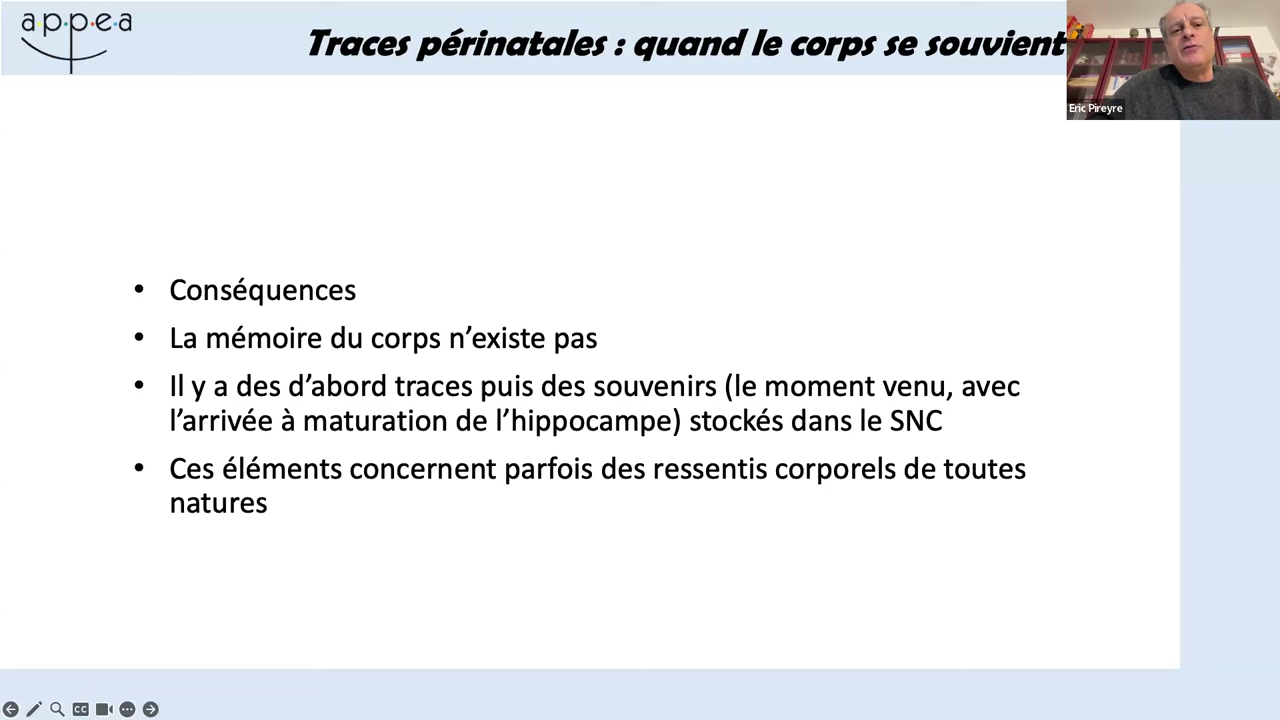 appea
Traces périnatales : quand le corps se souvient
Eric Pireyre
• Conséquences
• La mémoire du corps n’existe pas
• Il y a des d’abord traces puis des souvenirs (le moment venu, avec
l’arrivée à maturation de l’hippocampe) stockés dans le SNC
• Ces éléments concernent parfois des ressentis corporels de toutes
natures
CC